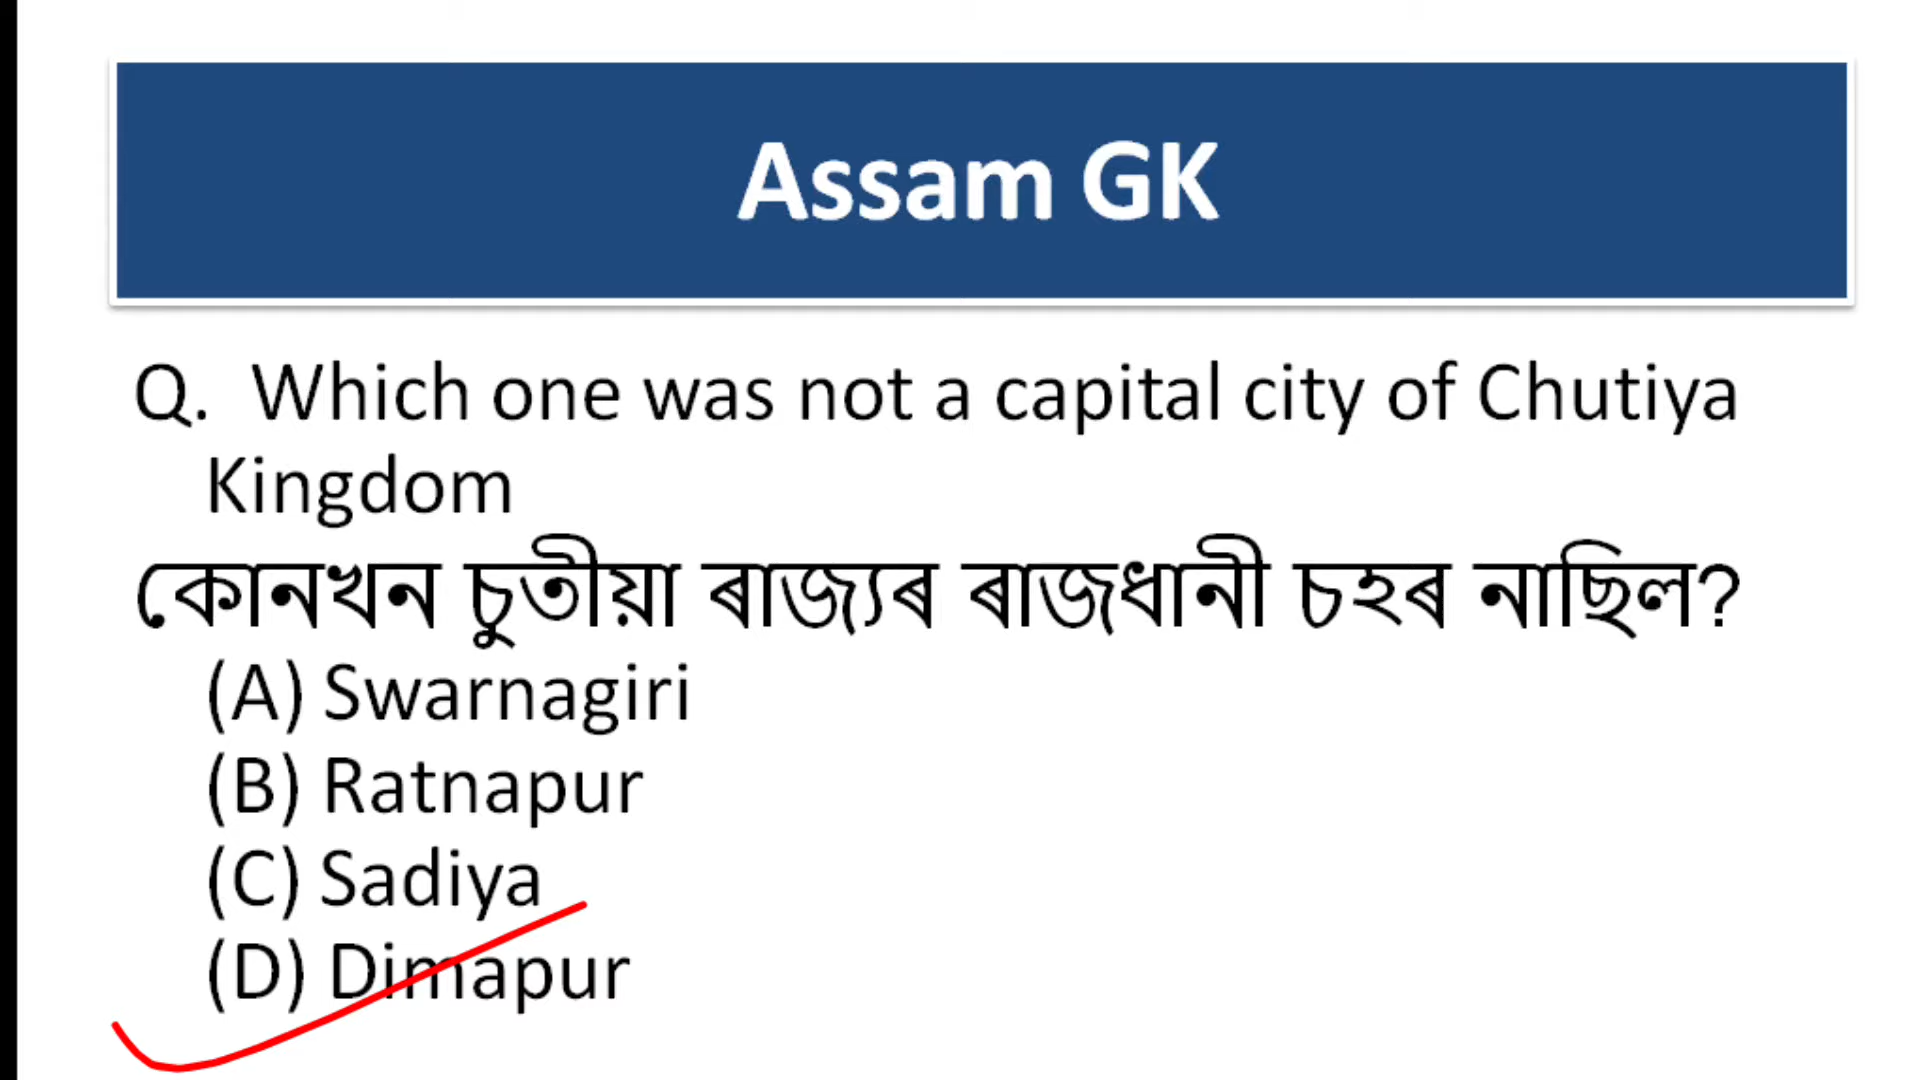 Assam GK
Q. Which one was not a capital city of Chutiya
Kingdom
কোনখন চুতীয়া ৰাজ্যৰ ৰাজধানী চহৰ নাছিল?
(A) Swarnagiri
(B) Ratnapur
(C) Sadiya
(D) Dimapur